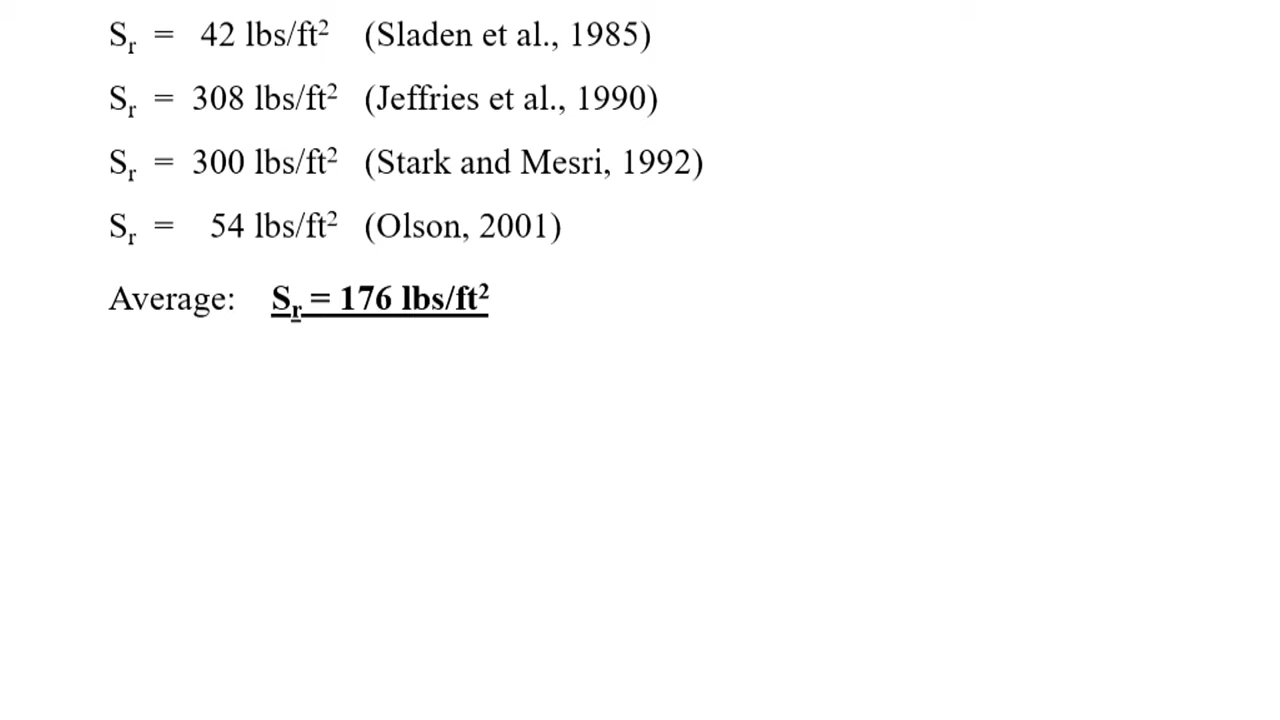 Sr = 42 lbs/ft² (Sladen et al., 1985)
Sr = 308 lbs/ft² (Jeffries et al., 1990)
Sr = 300 lbs/ft² (Stark and Mesri, 1992)
Sr = 54 lbs/ft² (Olson, 2001)
Average: Sr = 176 lbs/ft²